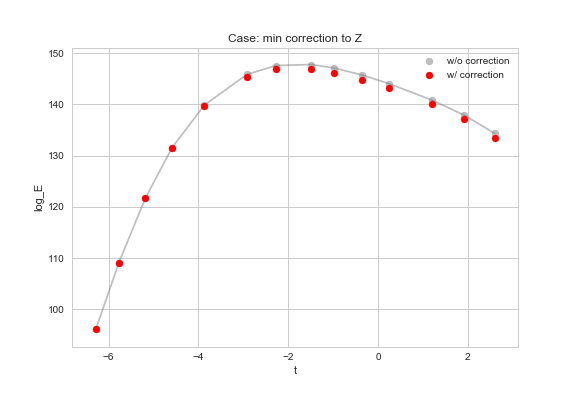 Case: min correction to Z
w/o correction
w/ correction
150
140
130
120
110
100
log_E
−6
−4
−2
0
2
t